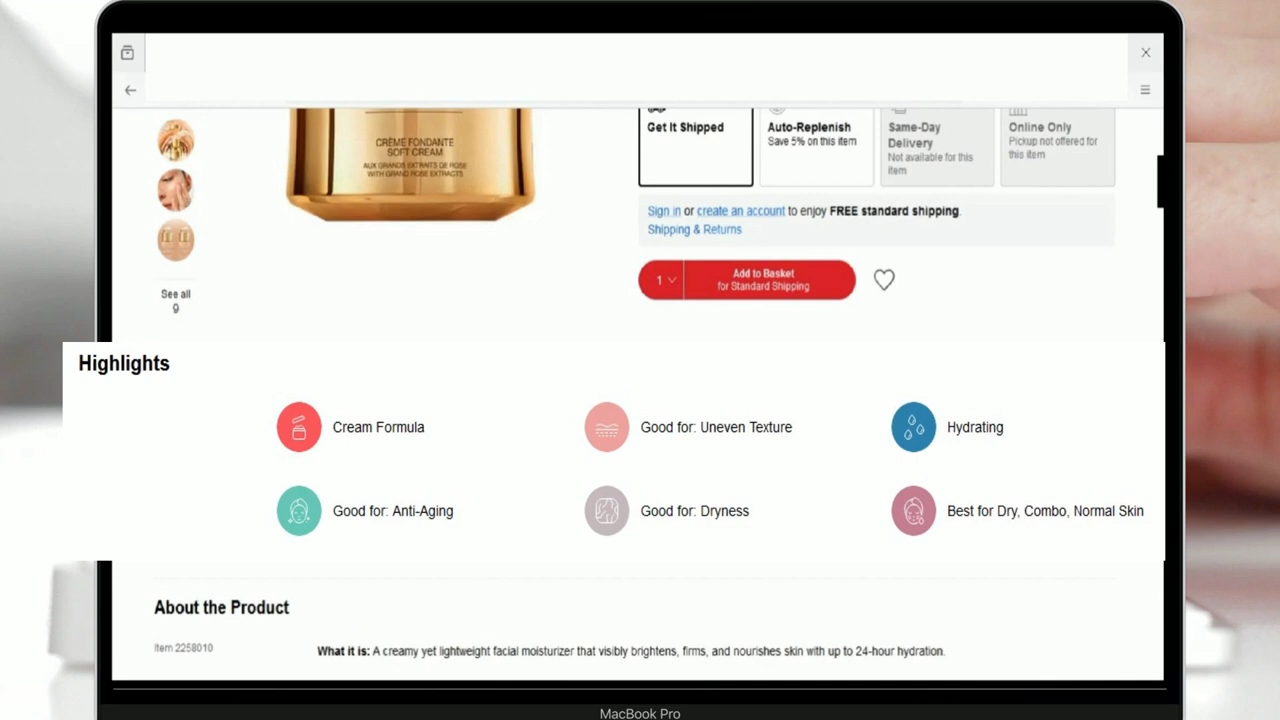 CRÈME FONDANTE
SOFT CREAM
AUX GRANDS EXTRAITS DE ROSE
WITH GRAND ROSE EXTRACTS
See all
9
Get It Shipped
Auto-Replenish
Save 5% on this item
Same-Day
Delivery
Not available for this
item
Online Only
Pickup not offered for
this item
Sign in or create an account to enjoy FREE standard shipping.
Shipping & Returns
1
Add to Basket
for Standard Shipping
Highlights
Cream Formula
Good for: Uneven Texture
Hydrating
Good for: Anti-Aging
Good for: Dryness
Best for Dry, Combo, Normal Skin
About the Product
Item 2258010
What it is: A creamy yet lightweight facial moisturizer that visibly brightens, firms, and nourishes skin with up to 24-hour hydration.
MacBook Pro